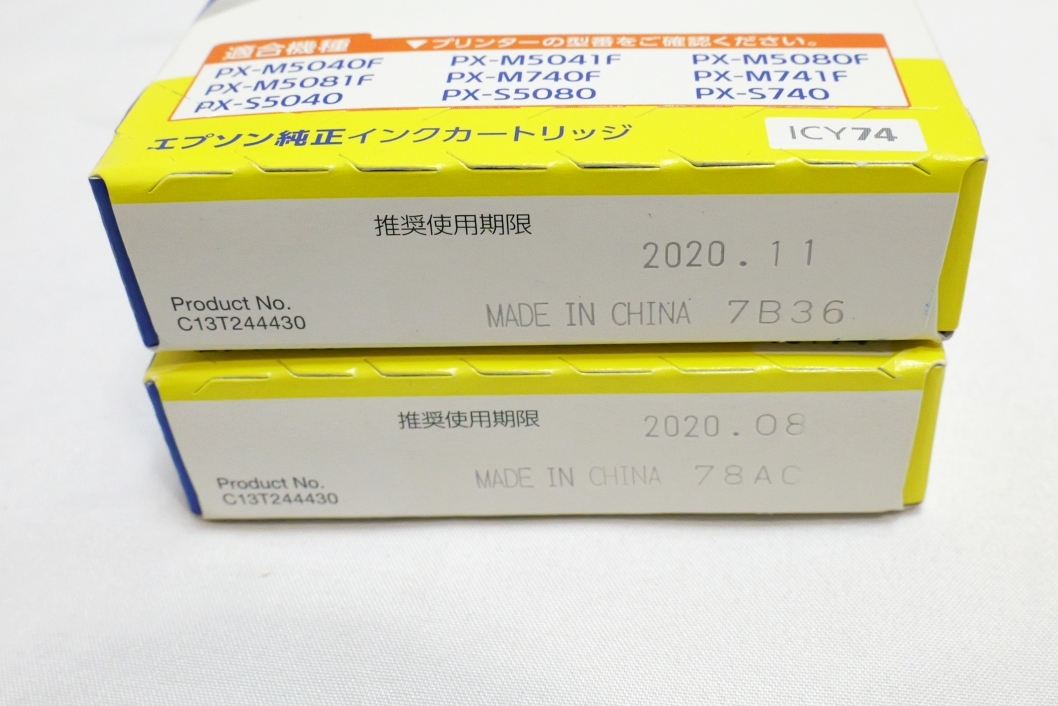 適合機種 ▼プリンターの型番をご確認ください。
PX-M5040F PX-M5041F PX-M5080F
PX-M5081F PX-M740F PX-M741F
PX-S5040 PX-S5080 PX-S740
エプソン純正インクカートリッジ ICY74
推奨使用期限
2020.11
Product No.
C13T244430
MADE IN CHINA 7B36
推奨使用期限
2020.08
Product No.
C13T244430
MADE IN CHINA 78AC